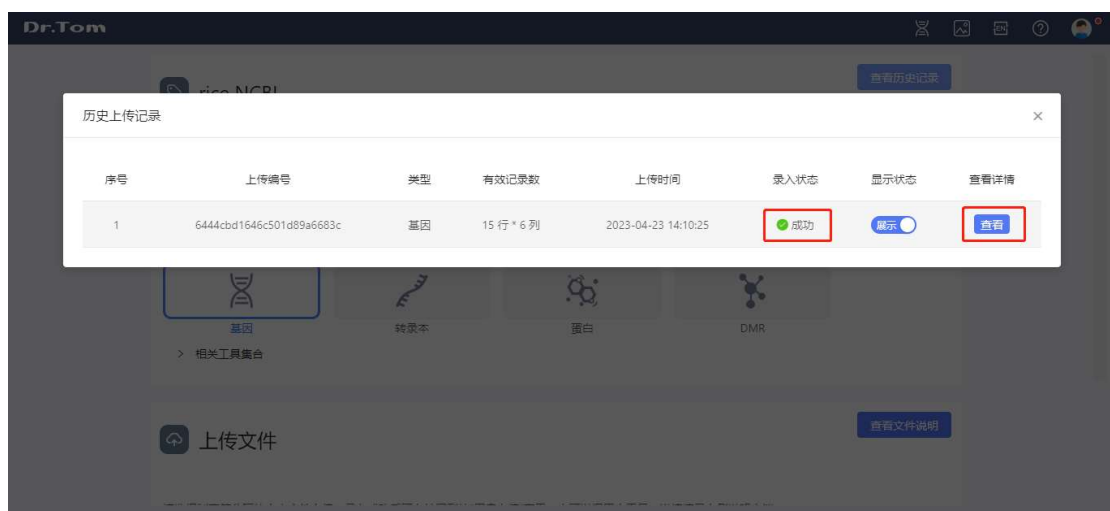 Dr.Tom
EN
rice NCBI
查看历史记录
历史上传记录
序号 上传编号 类型 有效记录数 上传时间 录入状态 显示状态 查看详情
1 6444cbd1646c501d89a6683c 基因 15 行 * 6 列 2023-04-23 14:10:25 成功 展示 查看
基因 转录本 蛋白 DMR
> 相关工具集合
上传文件
查看文件说明